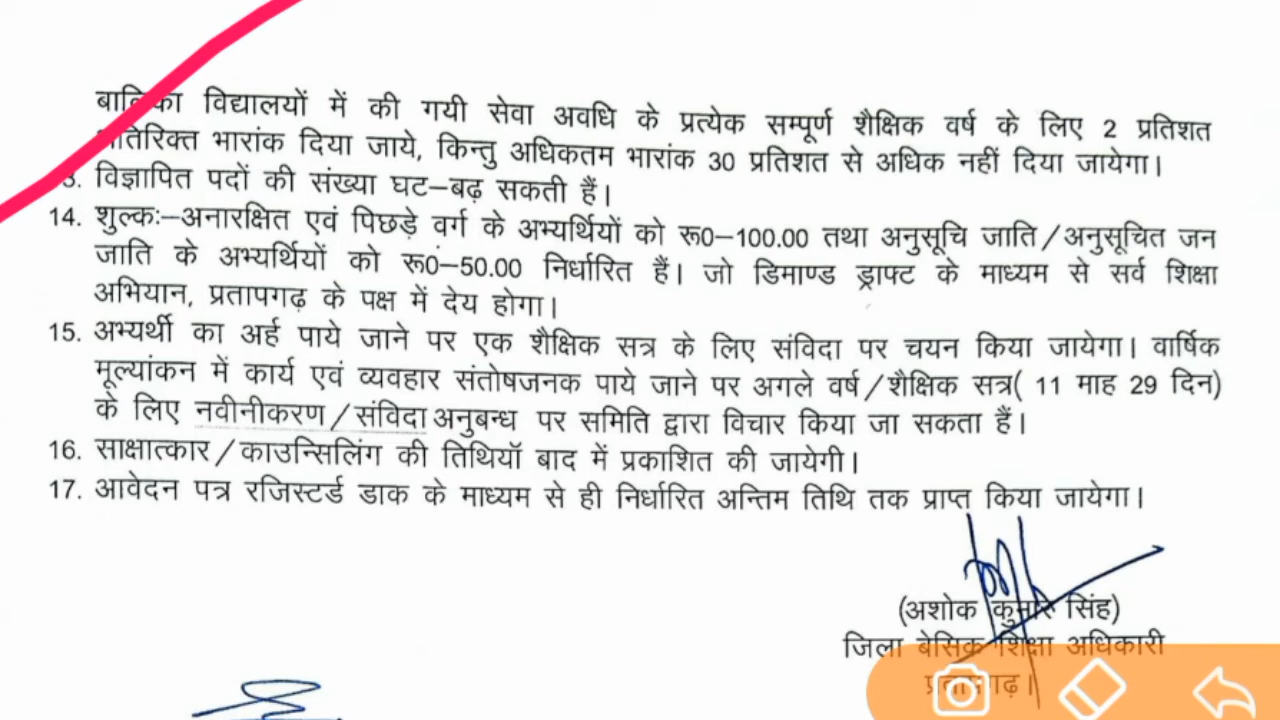 बालिका विद्यालयों में की गयी सेवा अवधि के प्रत्येक सम्पूर्ण शैक्षिक वर्ष के लिए 2 प्रतिशत
अतिरिक्त भारांक दिया जाये, किन्तु अधिकतम भारांक 30 प्रतिशत से अधिक नहीं दिया जायेगा।
3. विज्ञापित पदों की संख्या घट–बढ़ सकती हैं।
14. शुल्कः–अनारक्षित एवं पिछड़े वर्ग के अभ्यर्थियों को रू0–100.00 तथा अनुसूचि जाति/अनुसूचित जन
जाति के अभ्यर्थियों को रूं0–50.00 निर्धारित हैं। जो डिमाण्ड ड्राफ्ट के माध्यम से सर्व शिक्षा
अभियान, प्रतापगढ़ के पक्ष में देय होगा।
15. अभ्यर्थी का अर्ह पाये जाने पर एक शैक्षिक सत्र के लिए संविदा पर चयन किया जायेगा। वार्षिक
मूल्यांकन में कार्य एवं व्यवहार संतोषजनक पाये जाने पर अगले वर्ष/शैक्षिक सत्र( 11 माह 29 दिन)
के लिए नवीनीकरण/संविदा अनुबन्ध पर समिति द्वारा विचार किया जा सकता हैं।
16. साक्षात्कार/काउन्सिलिंग की तिथियॉ बाद में प्रकाशित की जायेगी।
17. आवेदन पत्र रजिस्टर्ड डाक के माध्यम से ही निर्धारित अन्तिम तिथि तक प्राप्त किया जायेगा।
(अशोक कुमार सिंह)
जिला बेसिक शिक्षा अधिकारी
प्रतापगढ़।